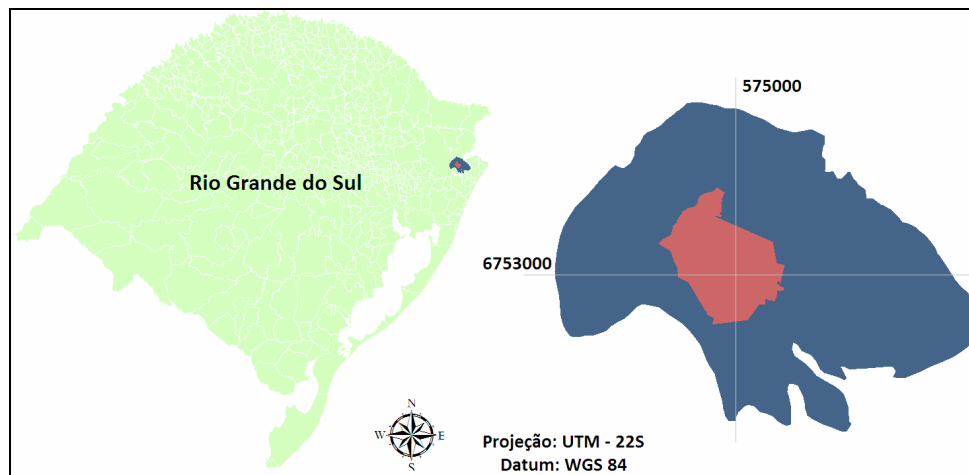 575000
Rio Grande do Sul
6753000
N
W
E
S
Projeção: UTM - 22S
Datum: WGS 84